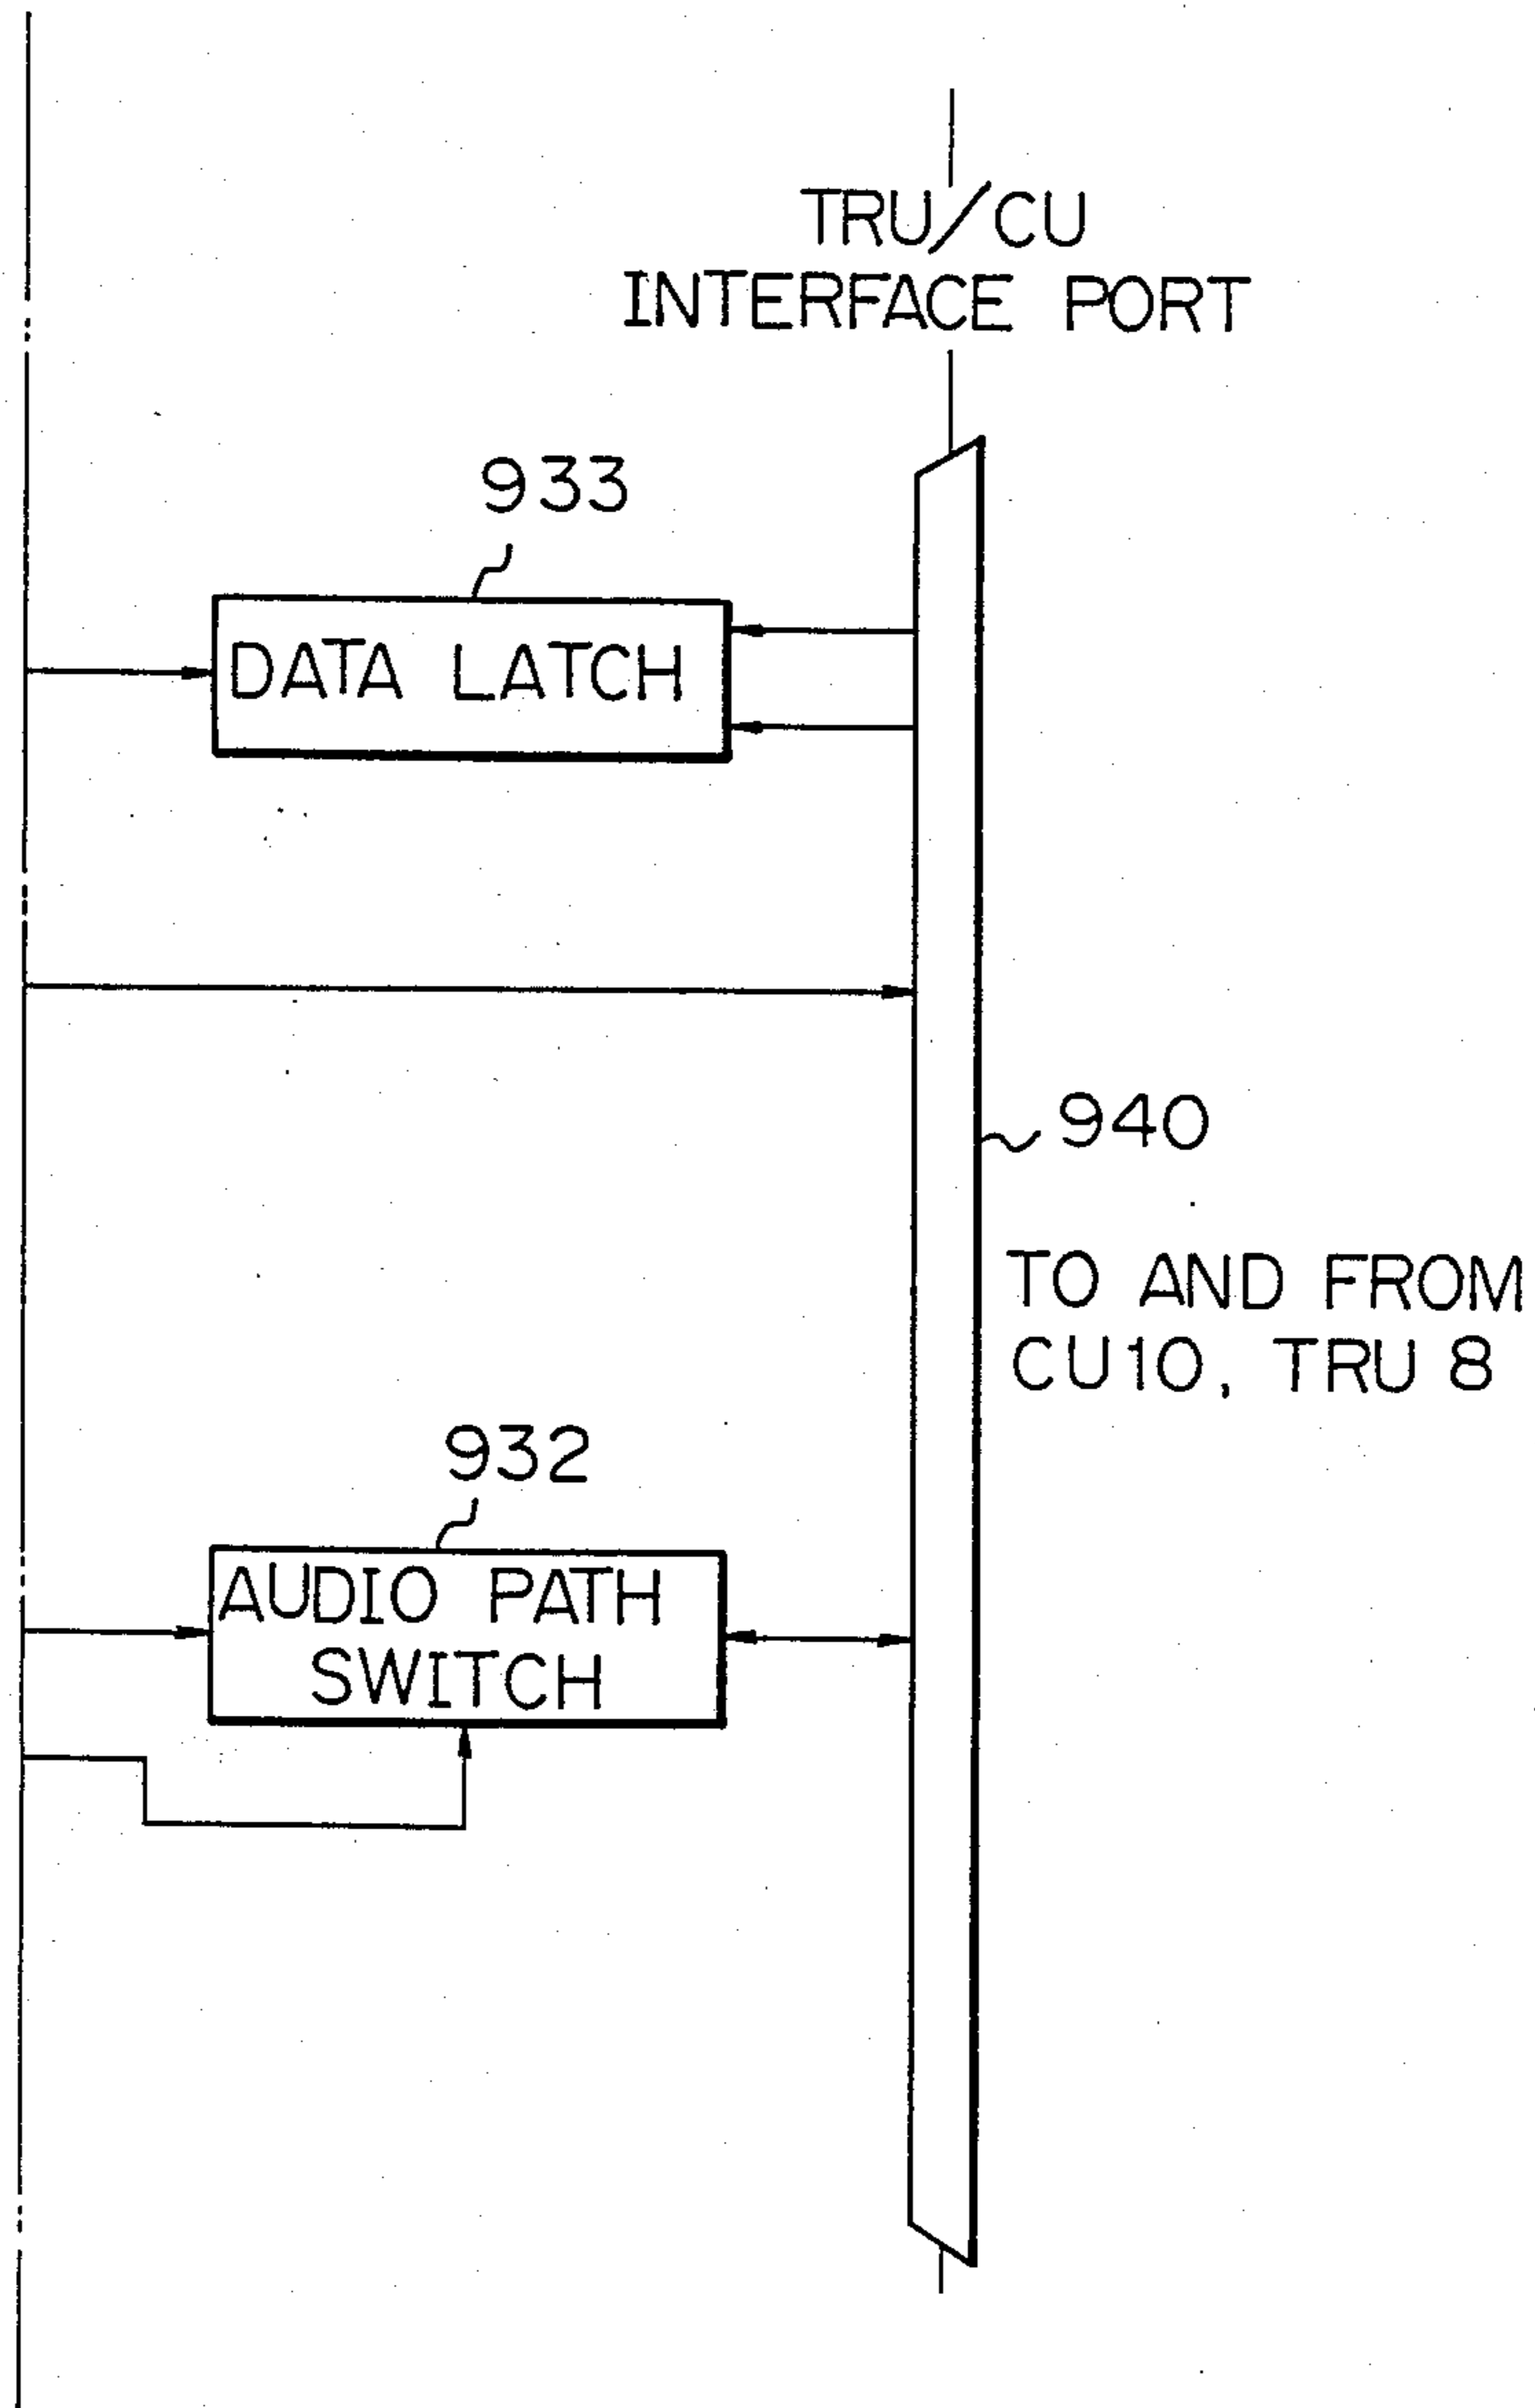 TRU/CU
INTERFACE PORT
933
DATA LATCH
940
TO AND FROM
CU10, TRU 8
932
AUDIO PATH
SWITCH